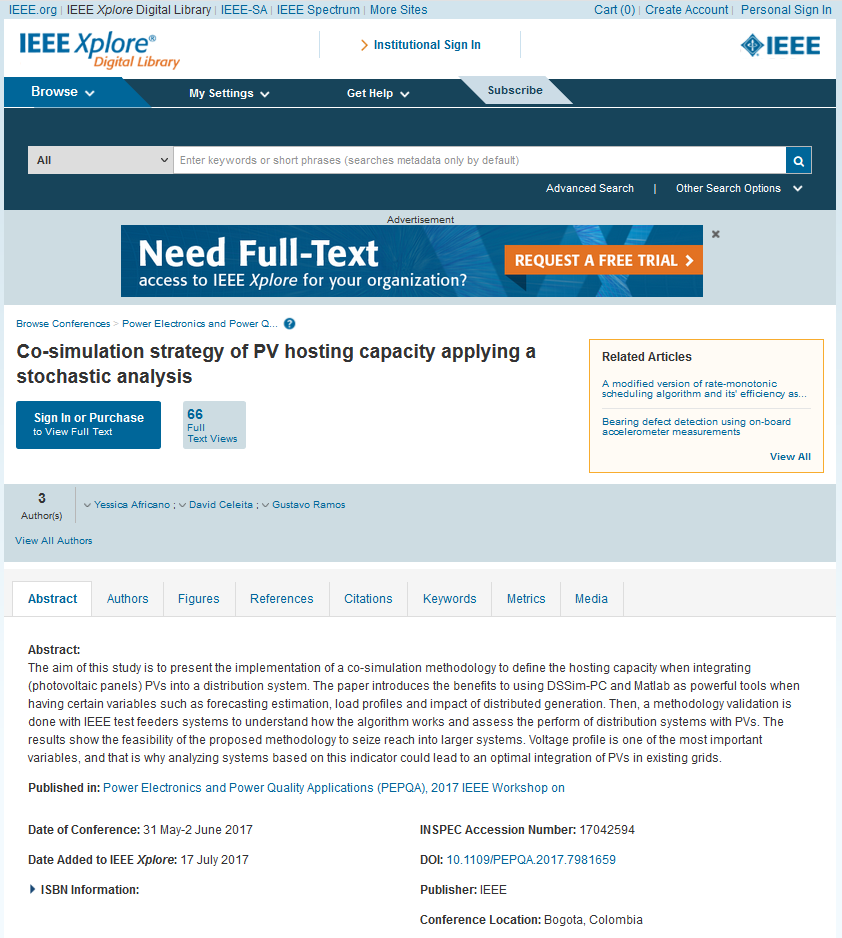 IEEE.org | IEEE Xplore Digital Library | IEEE-SA | IEEE Spectrum | More Sites
Cart (0) | Create Account | Personal Sign In
IEEE Xplore®
Digital Library
Institutional Sign In
IEEE
Browse
My Settings
Get Help
Subscribe
All
Enter keywords or short phrases (searches metadata only by default)
Advanced Search | Other Search Options
Advertisement
Need Full-Text
access to IEEE Xplore for your organization?
REQUEST A FREE TRIAL >
Browse Conferences > Power Electronics and Power Q... ?
Co-simulation strategy of PV hosting capacity applying a
stochastic analysis
Sign In or Purchase
to View Full Text
66
Full
Text Views
Related Articles
A modified version of rate-monotonic
scheduling algorithm and its' efficiency as...
Bearing defect detection using on-board
accelerometer measurements
View All
3
Author(s)
Yessica Africano ; David Celeita ; Gustavo Ramos
View All Authors
Abstract
Authors
Figures
References
Citations
Keywords
Metrics
Media
Abstract:
The aim of this study is to present the implementation of a co-simulation methodology to define the hosting capacity when integrating
(photovoltaic panels) PVs into a distribution system. The paper introduces the benefits to using DSSim-PC and Matlab as powerful tools when
having certain variables such as forecasting estimation, load profiles and impact of distributed generation. Then, a methodology validation is
done with IEEE test feeders systems to understand how the algorithm works and assess the perform of distribution systems with PVs. The
results show the feasibility of the proposed methodology to seize reach into larger systems. Voltage profile is one of the most important
variables, and that is why analyzing systems based on this indicator could lead to an optimal integration of PVs in existing grids.
Published in: Power Electronics and Power Quality Applications (PEPQA), 2017 IEEE Workshop on
Date of Conference: 31 May-2 June 2017
Date Added to IEEE Xplore: 17 July 2017
ISBN Information:
INSPEC Accession Number: 17042594
DOI: 10.1109/PEPQA.2017.7981659
Publisher: IEEE
Conference Location: Bogota, Colombia